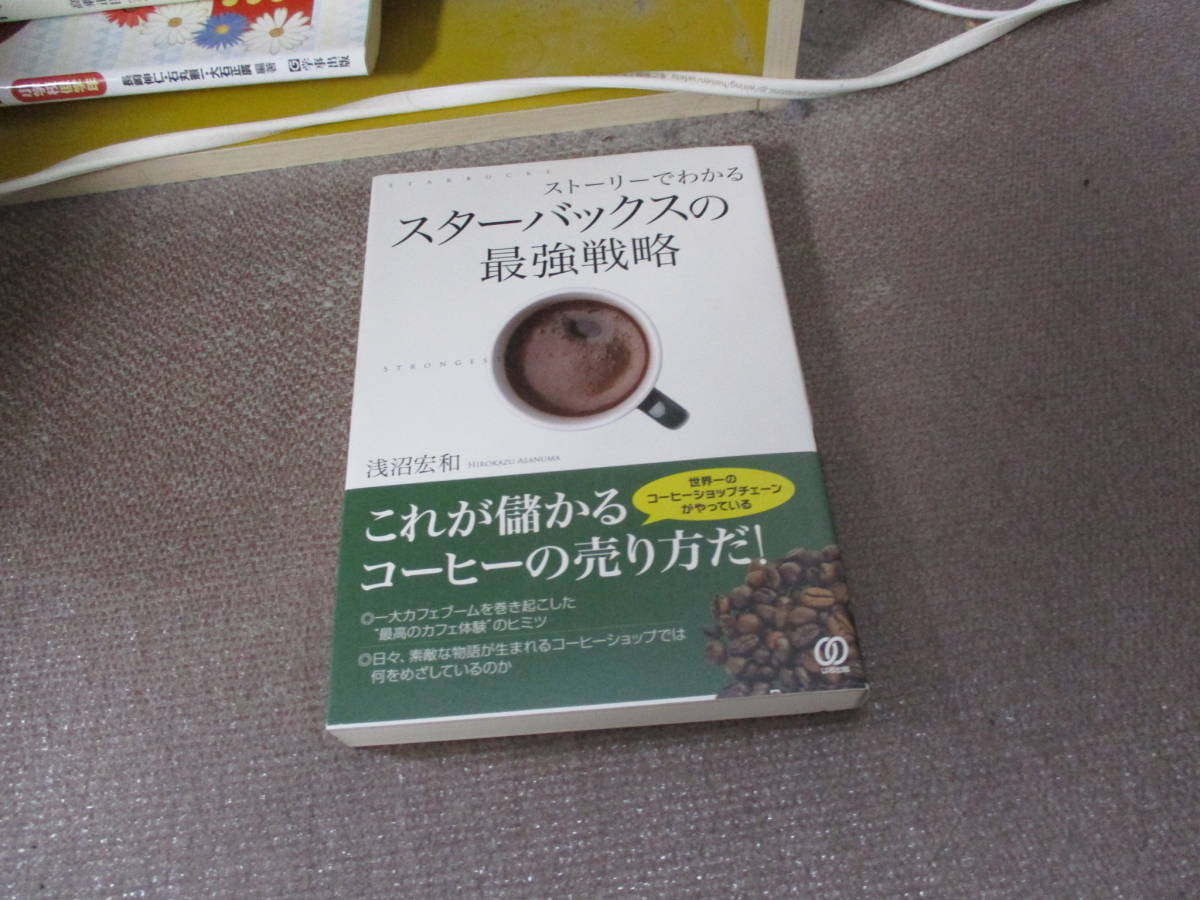 学事出版
STARBUCKS
ストーリーでわかる
スターバックスの
最強戦略
STRONGES
浅沼宏和 HIROKAZU ASANUMA
世界一の
コーヒーショップチェーン
がやっている
これが儲かる
コーヒーの売り方だ!
◎一大カフェブームを巻き起こした
“最高のカフェ体験”のヒミツ
◎日々、素敵な物語が生まれるコーヒーショップでは
何をめざしているのか